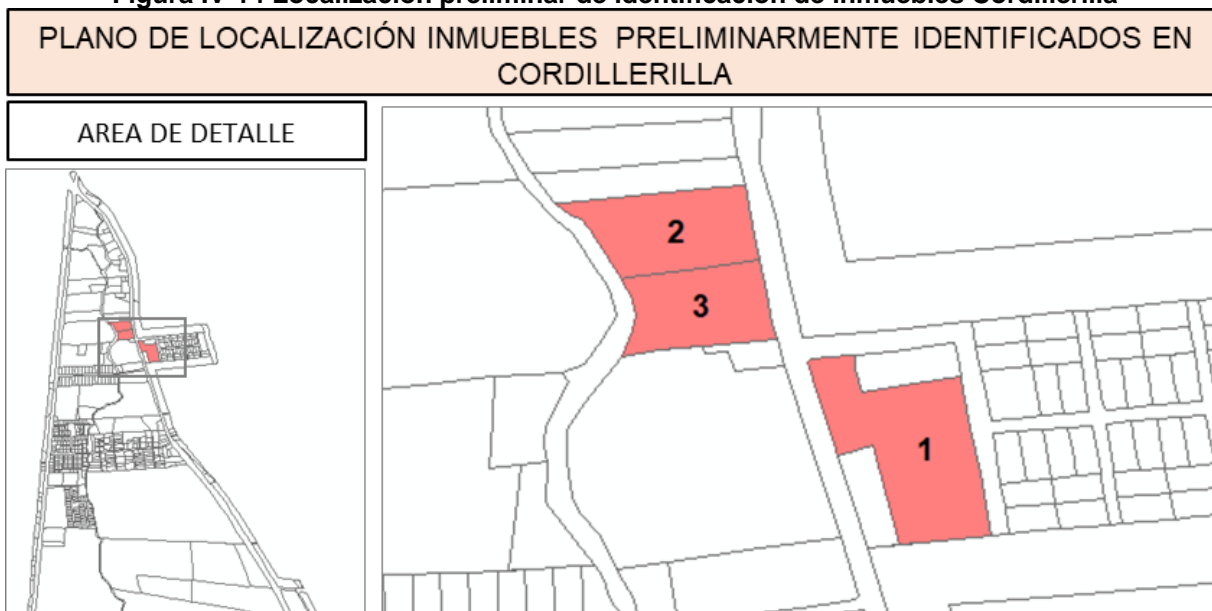 PLANO DE LOCALIZACIÓN INMUEBLES PRELIMINARMENTE IDENTIFICADOS EN
CORDILLERILLA
AREA DE DETALLE
2
3
1